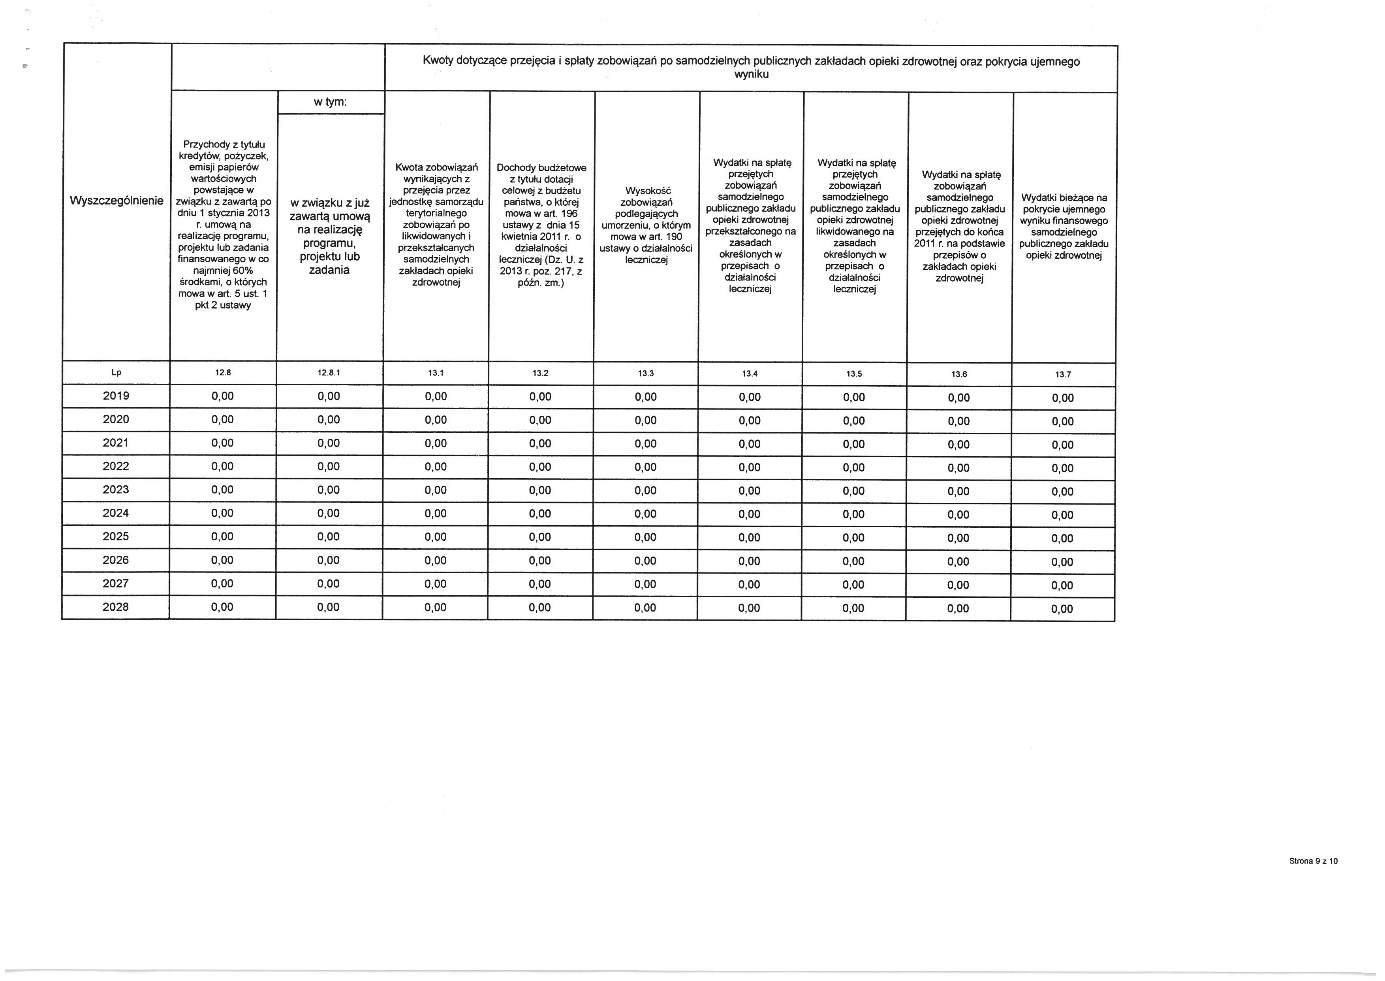 Kwoty dotyczące przejęcia i spłaty zobowiązań po samodzielnych publicznych zakładach opieki zdrowotnej oraz pokrycia ujemnego
wyniku
Wyszczególnienie
Przychody z tytułu
kredytów, pożyczek,
emisji papierów
wartościowych
powstające w
związku z zawartą po
dniu 1 stycznia 2013
r. umową na
realizację programu,
projektu lub zadania
finansowanego w co
najmniej 60%
środkami, o których
mowa w art. 5 ust. 1
pkt 2 ustawy
w tym:
w związku z już
zawartą umową
na realizację
programu,
projektu lub
zadania
Kwota zobowiązań
wynikających z
przejęcia przez
jednostkę samorządu
terytorialnego
zobowiązań po
likwidowanych i
przekształcanych
samodzielnych
zakładach opieki
zdrowotnej
Dochody budżetowe
z tytułu dotacji
celowej z budżetu
państwa, o której
mowa w art. 196
ustawy z dnia 15
kwietnia 2011 r. o
działalności
leczniczej (Dz. U. z
2013 r. poz. 217, z
późn. zm.)
Wysokość
zobowiązań
podlegających
umorzeniu, o którym
mowa w art. 190
ustawy o działalności
leczniczej
Wydatki na spłatę
przejętych
zobowiązań
samodzielnego
publicznego zakładu
opieki zdrowotnej
przekształconego na
zasadach
określonych w
przepisach o
działalności
leczniczej
Wydatki na spłatę
przejętych
zobowiązań
samodzielnego
publicznego zakładu
opieki zdrowotnej
likwidowanego na
zasadach
określonych w
przepisach o
działalności
leczniczej
Wydatki na spłatę
zobowiązań
samodzielnego
publicznego zakładu
opieki zdrowotnej
przejętych do końca
2011 r. na podstawie
przepisów o
zakładach opieki
zdrowotnej
Wydatki bieżące na
pokrycie ujemnego
wyniku finansowego
samodzielnego
publicznego zakładu
opieki zdrowotnej
Lp 12.8 12.8.1 13.1 13.2 13.3 13.4 13.5 13.6 13.7
2019 0,00 0,00 0,00 0,00 0,00 0,00 0,00 0,00 0,00
2020 0,00 0,00 0,00 0,00 0,00 0,00 0,00 0,00 0,00
2021 0,00 0,00 0,00 0,00 0,00 0,00 0,00 0,00 0,00
2022 0,00 0,00 0,00 0,00 0,00 0,00 0,00 0,00 0,00
2023 0,00 0,00 0,00 0,00 0,00 0,00 0,00 0,00 0,00
2024 0,00 0,00 0,00 0,00 0,00 0,00 0,00 0,00 0,00
2025 0,00 0,00 0,00 0,00 0,00 0,00 0,00 0,00 0,00
2026 0,00 0,00 0,00 0,00 0,00 0,00 0,00 0,00 0,00
2027 0,00 0,00 0,00 0,00 0,00 0,00 0,00 0,00 0,00
2028 0,00 0,00 0,00 0,00 0,00 0,00 0,00 0,00 0,00
Strona 9 z 10